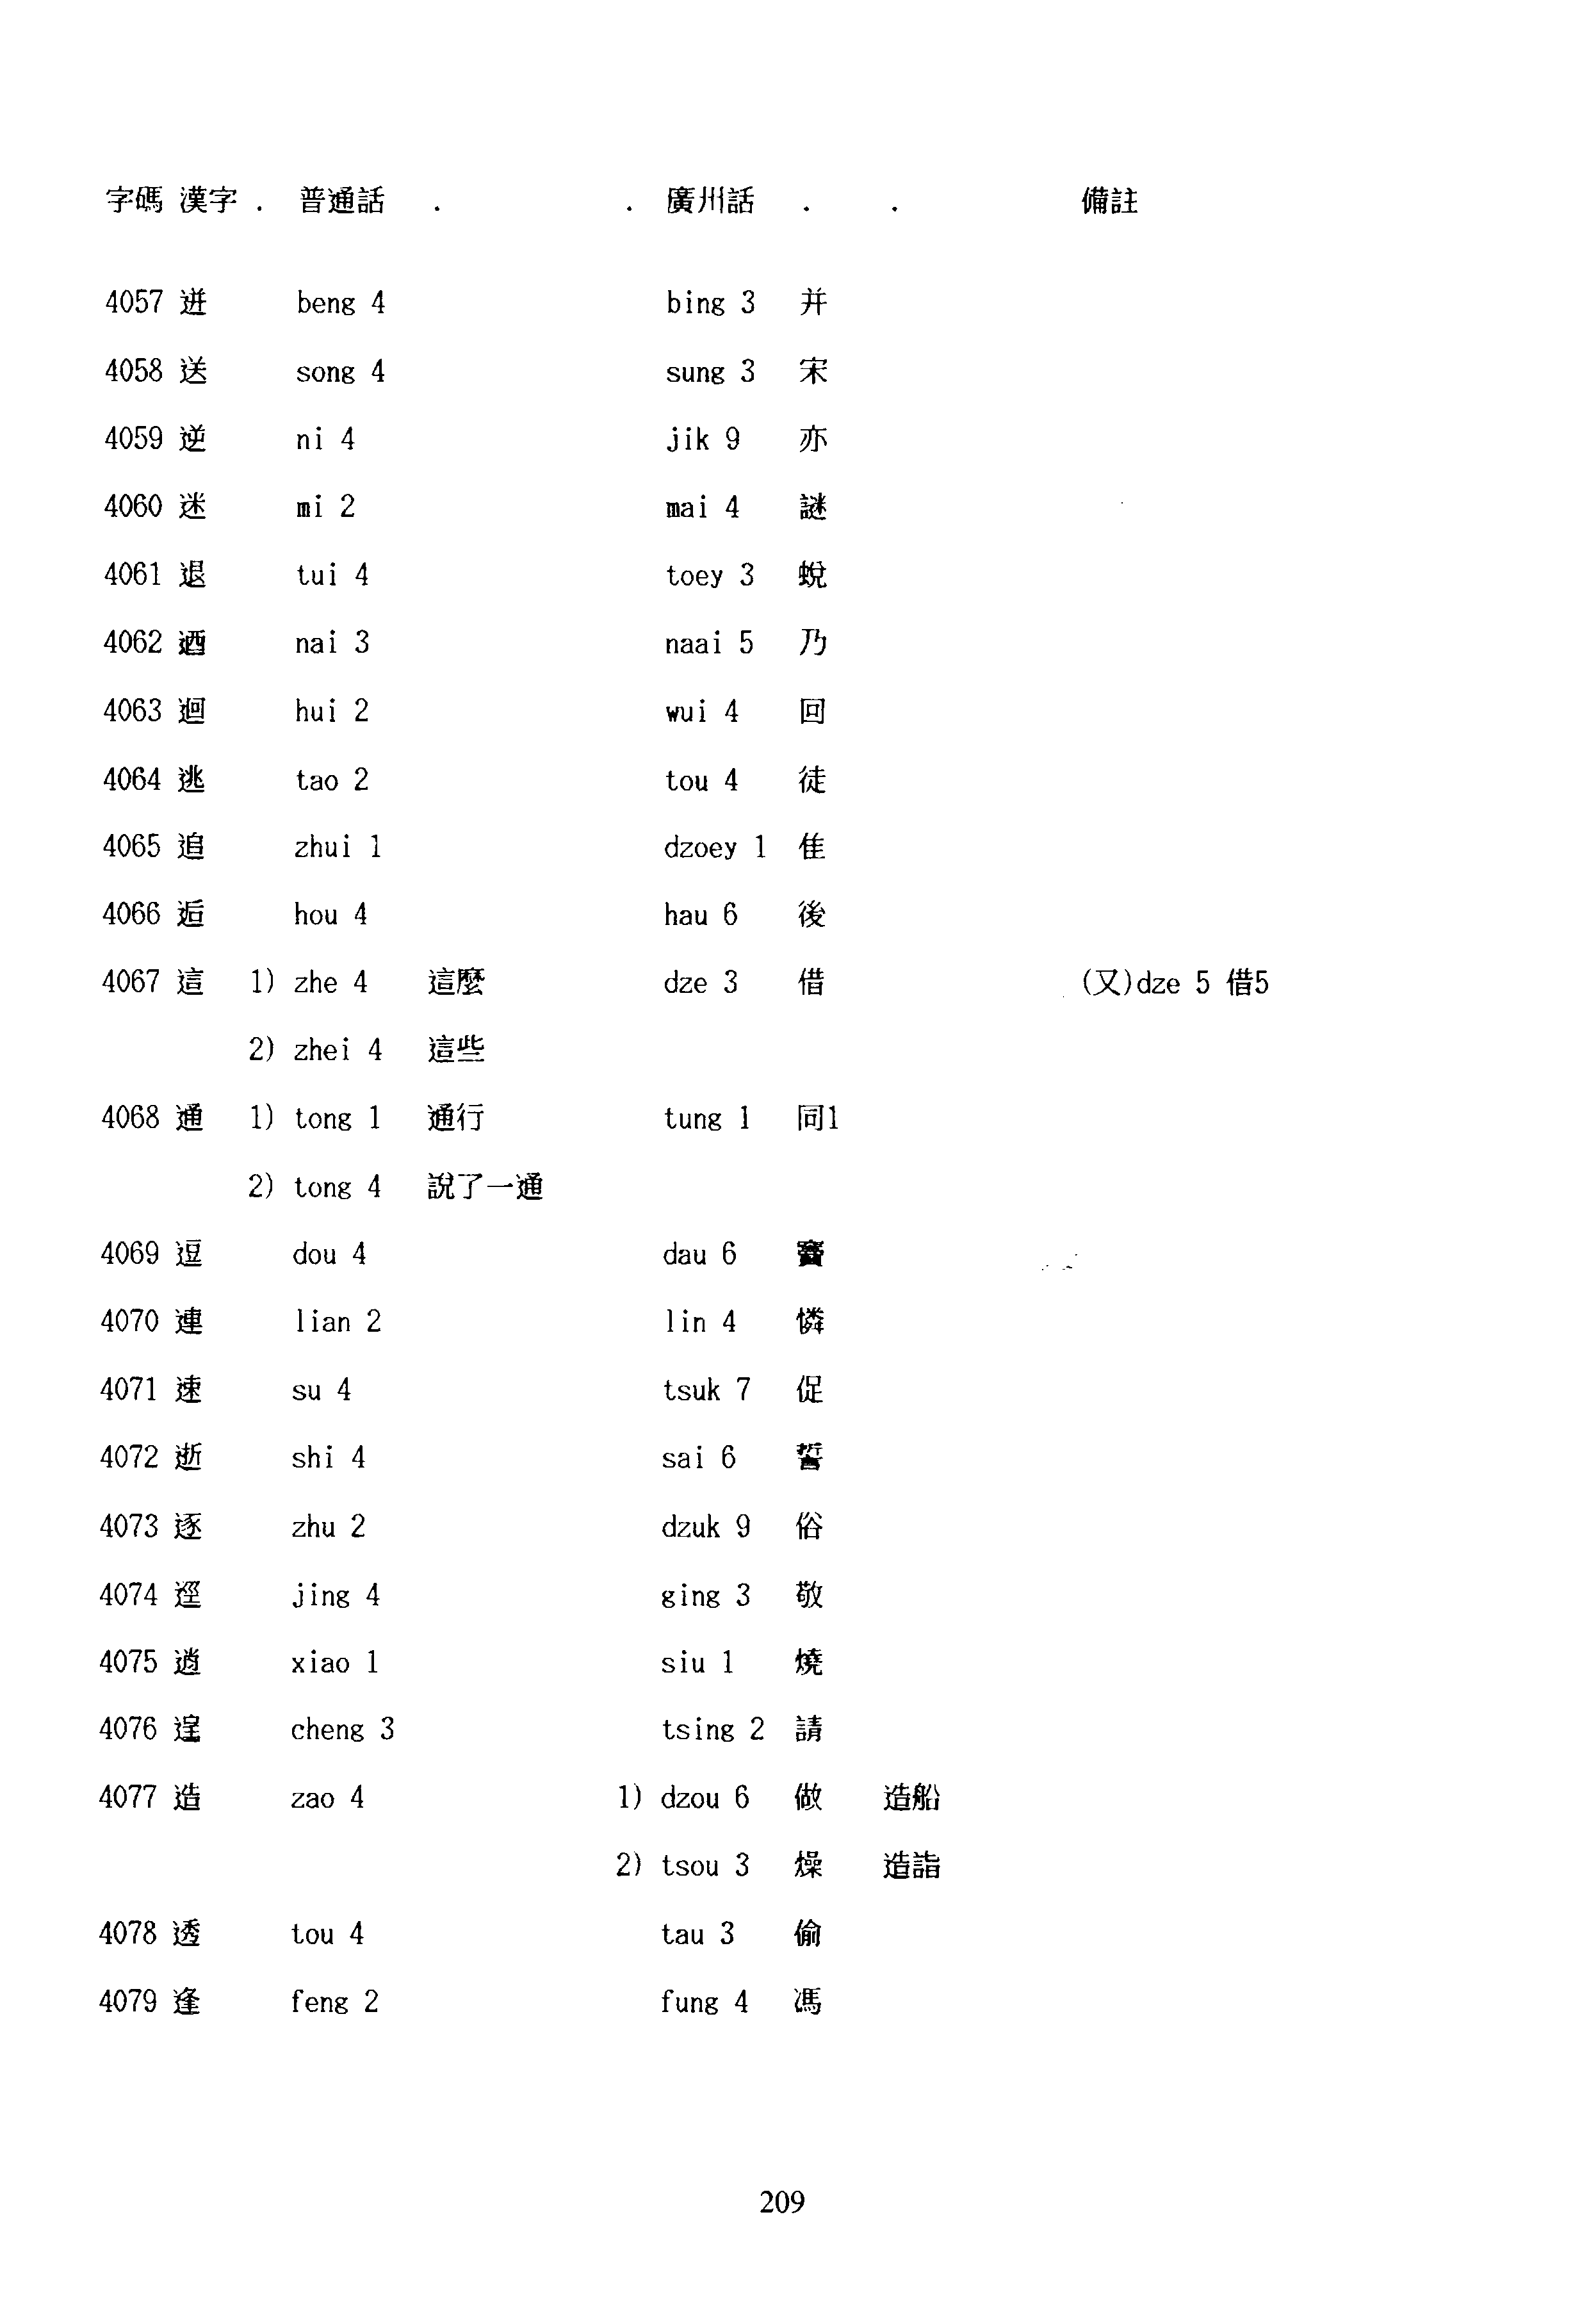 字碼 漢字 . 普通話 . . 廣州話 . . 備註
4057 迸 beng 4 bing 3 并
4058 送 song 4 sung 3 宋
4059 逆 ni 4 jik 9 亦
4060 迷 mi 2 mai 4 謎
4061 退 tui 4 toey 3 蛻
4062 迺 nai 3 naai 5 乃
4063 迴 hui 2 wui 4 回
4064 逃 tao 2 tou 4 徒
4065 追 zhui 1 dzoey 1 隹
4066 逅 hou 4 hau 6 後
4067 這 1) zhe 4 這麼 dze 3 借 (又)dze 5 借5
2) zhei 4 這些
4068 通 1) tong 1 通行 tung 1 同1
2) tong 4 說了一通
4069 逗 dou 4 dau 6 竇
4070 連 lian 2 lin 4 憐
4071 速 su 4 tsuk 7 促
4072 逝 shi 4 sai 6 誓
4073 逐 zhu 2 dzuk 9 俗
4074 逕 jing 4 ging 3 敬
4075 逍 xiao 1 siu 1 燒
4076 逞 cheng 3 tsing 2 請
4077 造 zao 4 1) dzou 6 做 造船
2) tsou 3 燥 造詣
4078 透 tou 4 tau 3 偷
4079 逢 feng 2 fung 4 馮
209